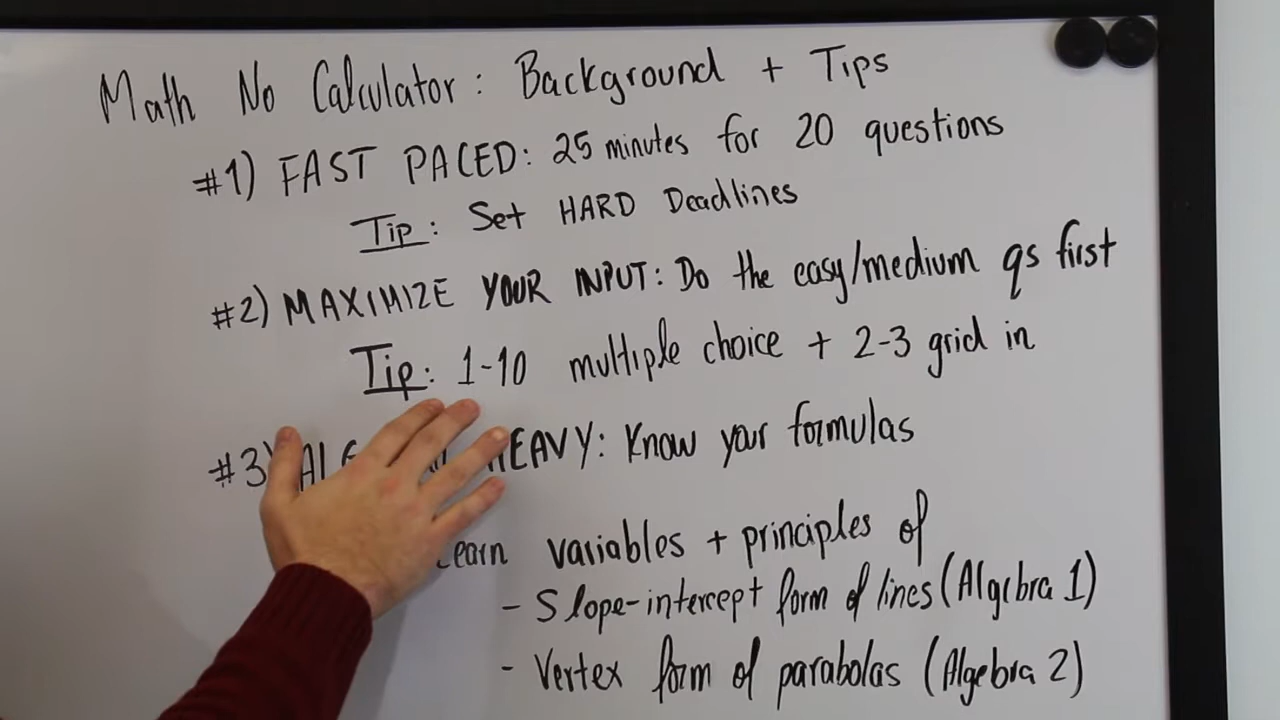 Math No Calculator: Background + Tips
#1) FAST PACED: 25 minutes for 20 questions
Tip: Set HARD Deadlines
#2) MAXIMIZE YOUR INPUT: Do the easy/medium qs first
Tip: 1-10 multiple choice + 2-3 grid in
#3) HEAVY: Know your formulas
Learn variables + principles of
- Slope-intercept form of lines (Algebra 1)
- Vertex form of parabolas (Algebra 2)